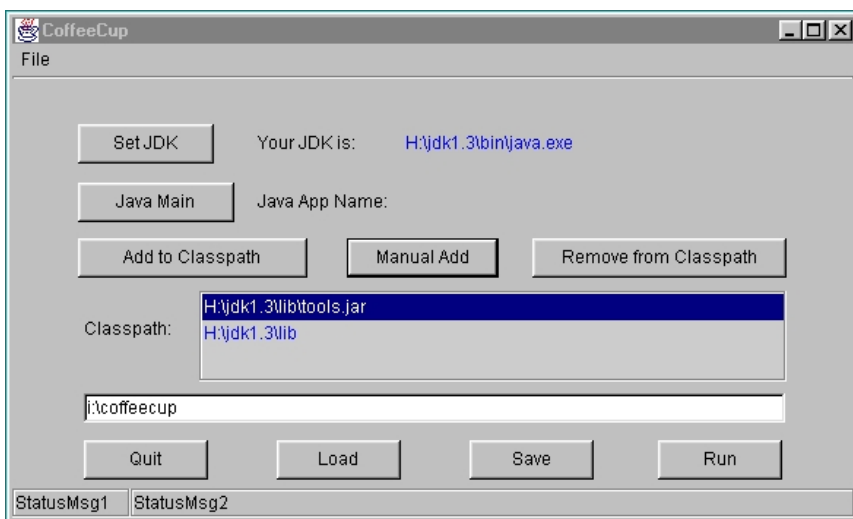 CoffeeCup
File
Set JDK Your JDK is: H:\jdk1.3\bin\java.exe
Java Main Java App Name:
Add to Classpath Manual Add Remove from Classpath
H:\jdk1.3\lib\tools.jar
Classpath: H:\jdk1.3\lib
i:\coffeecup
Quit Load Save Run
StatusMsg1 StatusMsg2